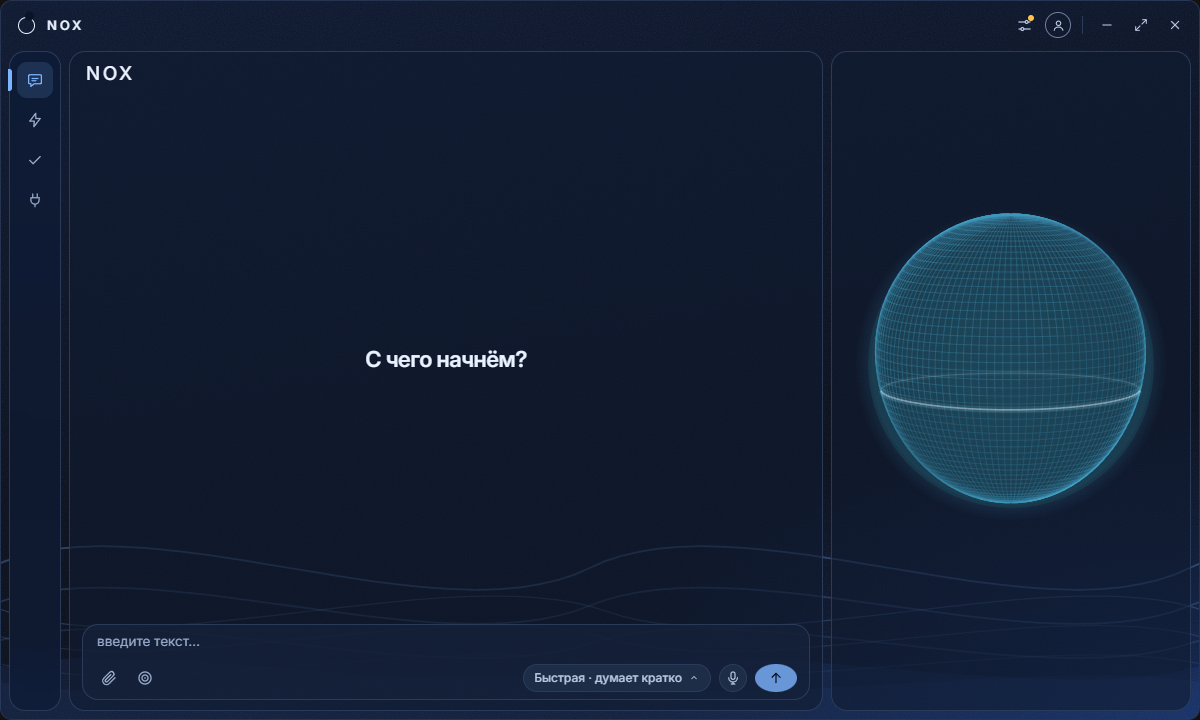 NOX
NOX
С чего начнём?
введите текст...
Быстрая · думает кратко